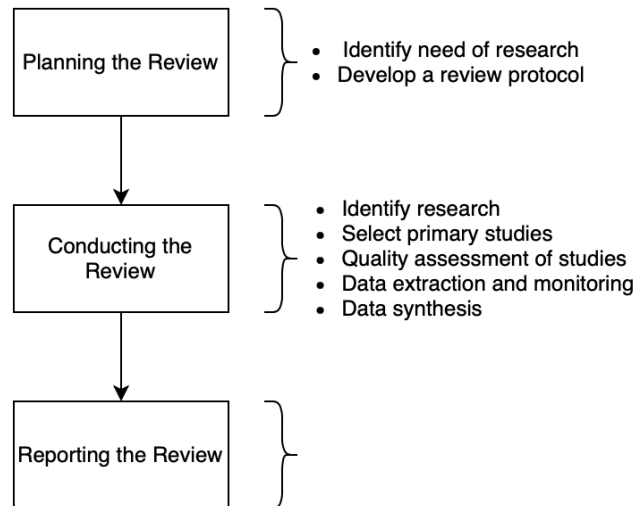 Planning the Review
• Identify need of research
• Develop a review protocol
Conducting the
Review
• Identify research
• Select primary studies
• Quality assessment of studies
• Data extraction and monitoring
• Data synthesis
Reporting the Review